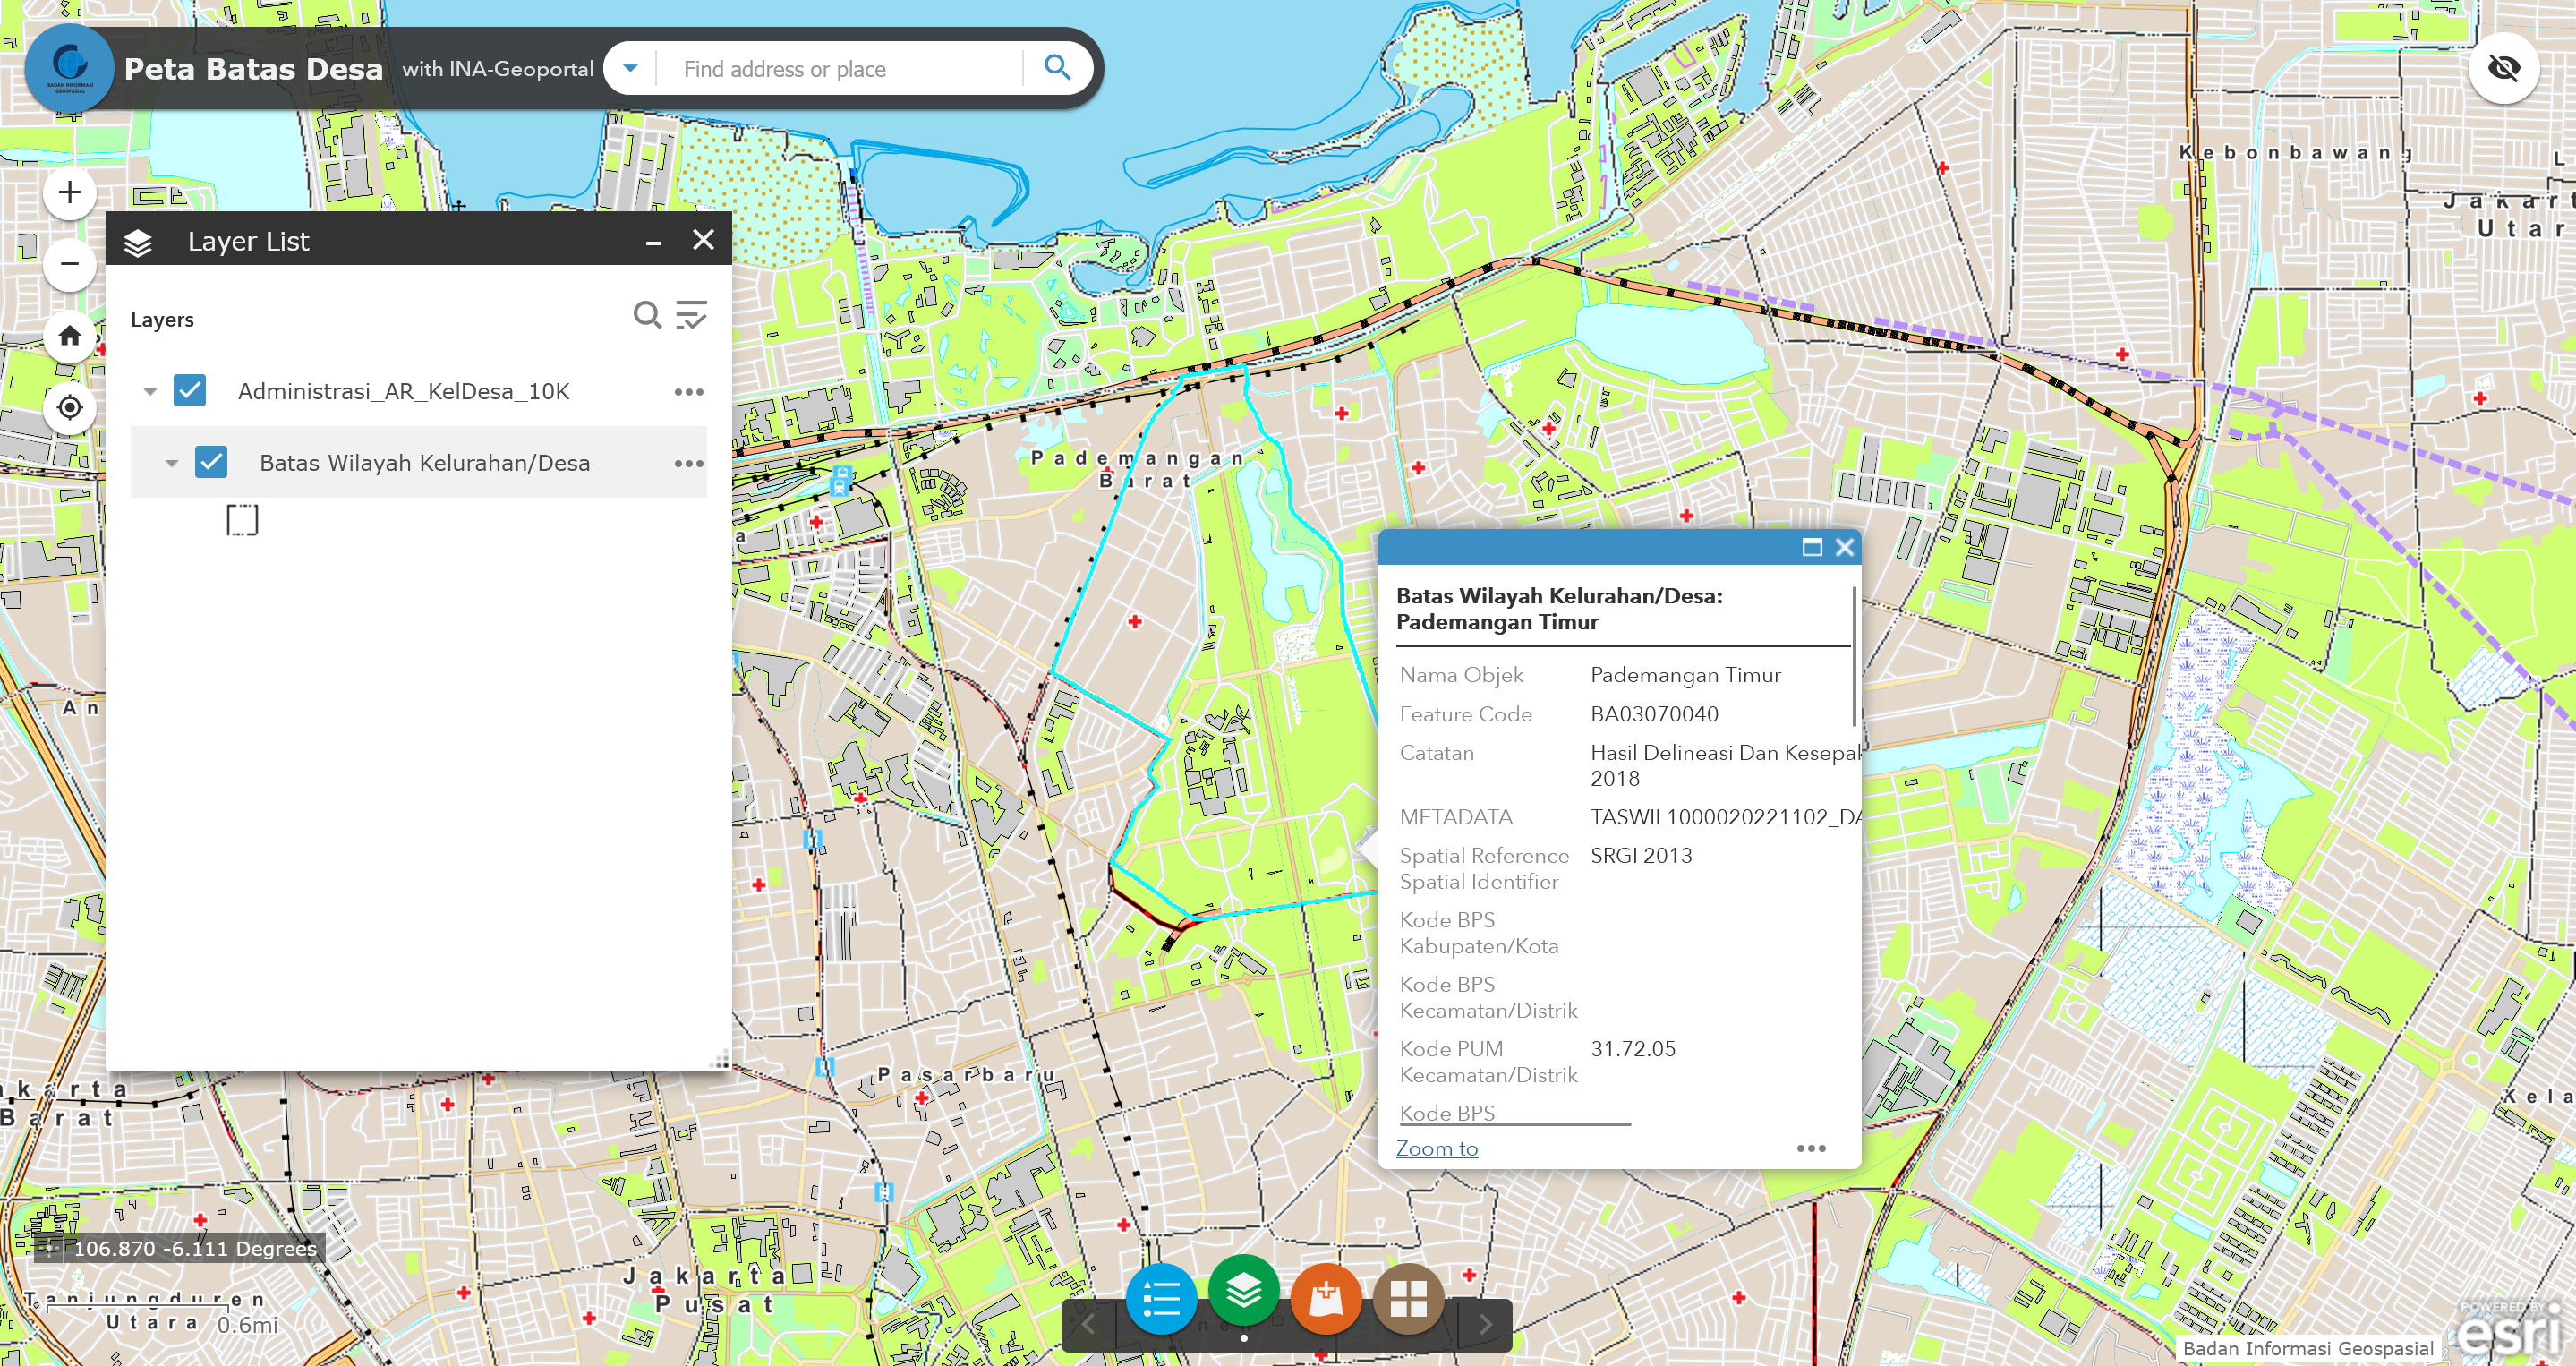 Peta Batas Desa with INA-Geoportal
Find address or place
BADAN INFORMASI
GEOSPASIAL
Kebonbawang
Jakart
Utar
Layer List
Layers
Administrasi_AR_KelDesa_10K
Batas Wilayah Kelurahan/Desa
Pademangan
Barat
Batas Wilayah Kelurahan/Desa:
Pademangan Timur
Nama Objek Pademangan Timur
Feature Code BA03070040
Catatan Hasil Delineasi Dan Kesepak
2018
METADATA TASWIL1000020221102_DA
Spatial Reference SRGI 2013
Spatial Identifier
Kode BPS
Kabupaten/Kota
Kode BPS
Kecamatan/Distrik
Kode PUM 31.72.05
Kecamatan/Distrik
Kode BPS
Zoom to
An
akarta
Barat
Pasarbaru
Kela
106.870 -6.111 Degrees
Jakarta
Pusat
Tanjungduren
Utara
0.6mi
POWERED BY
esri
Badan Informasi Geospasial